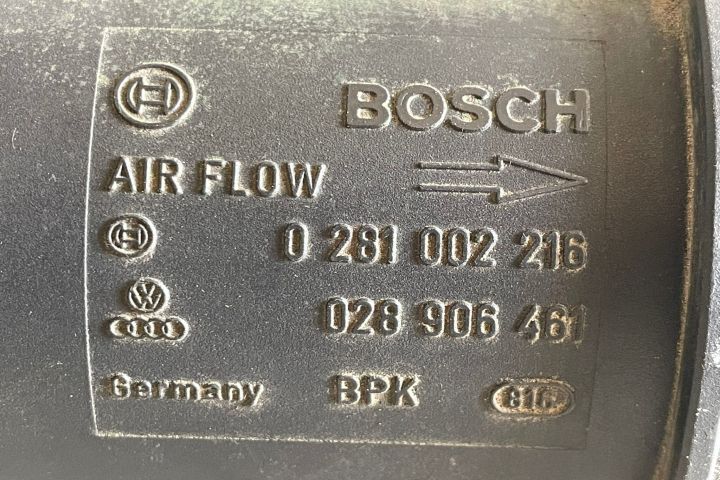 BOSCH
AIR FLOW
0 281 002 216
028 906 461
Germany BPK